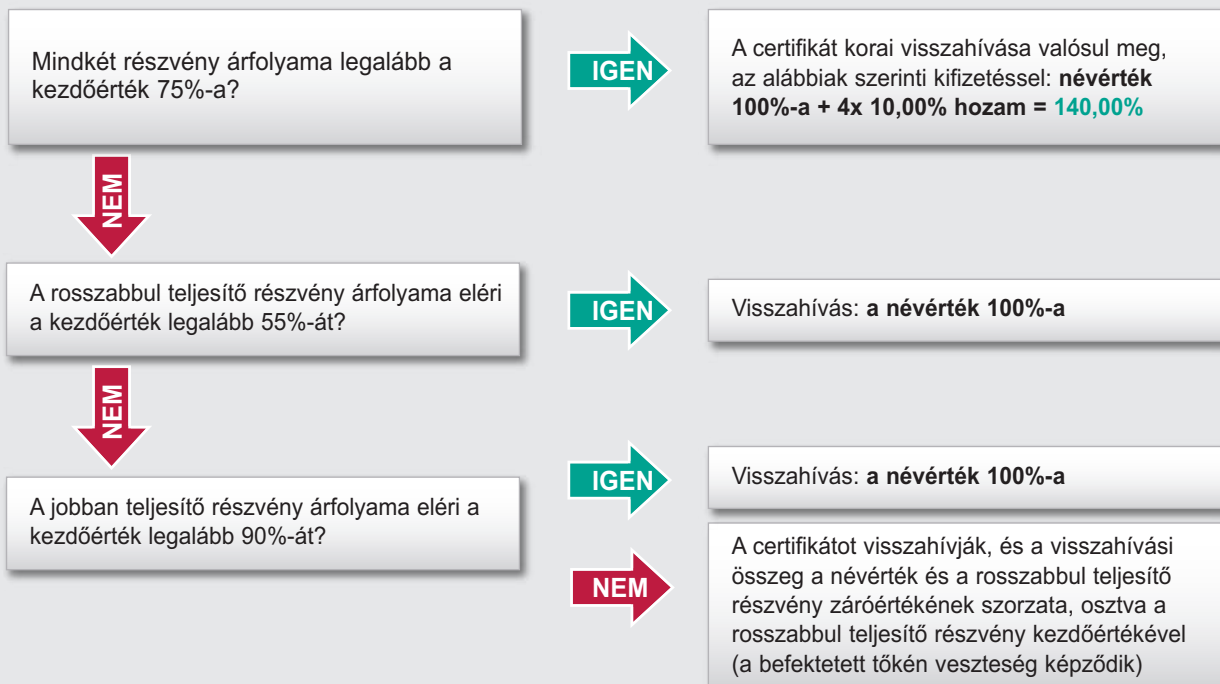 Mindkét részvény árfolyama legalább a
kezdőérték 75%-a?
IGEN
A certifikát korai visszahívása valósul meg,
az alábbiak szerinti kifizetéssel: névérték
100%-a + 4x 10,00% hozam = 140,00%
NEM
A rosszabbul teljesítő részvény árfolyama eléri
a kezdőérték legalább 55%-át?
IGEN
Visszahívás: a névérték 100%-a
NEM
A jobban teljesítő részvény árfolyama eléri a
kezdőérték legalább 90%-át?
IGEN
Visszahívás: a névérték 100%-a
NEM
A certifikátot visszahívják, és a visszahívási
összeg a névérték és a rosszabbul teljesítő
részvény záróértékének szorzata, osztva a
rosszabbul teljesítő részvény kezdőértékével
(a befektetett tőkén veszteség képződik)